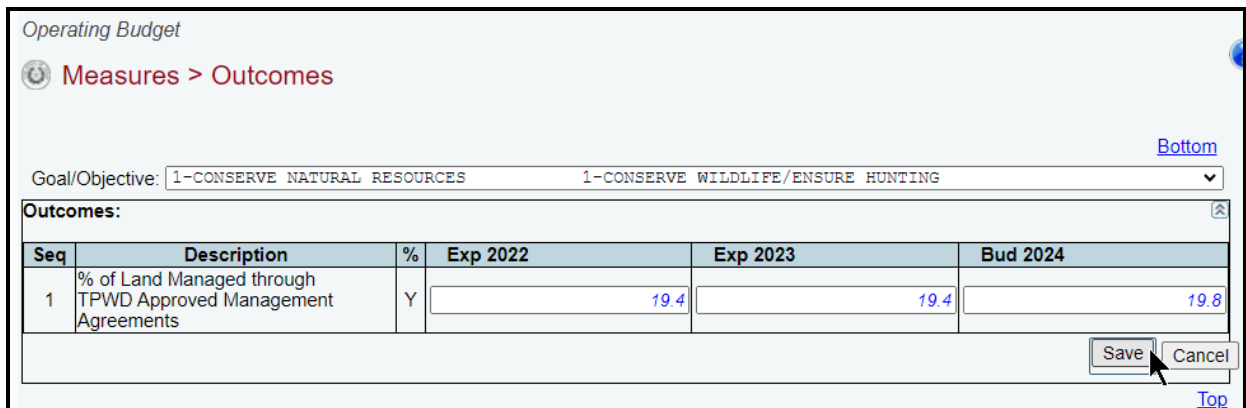 Operating Budget
Measures > Outcomes
Bottom
Goal/Objective: 1-CONSERVE NATURAL RESOURCES 1-CONSERVE WILDLIFE/ENSURE HUNTING
Outcomes:
Seq Description % Exp 2022 Exp 2023 Bud 2024
1 % of Land Managed through TPWD Approved Management Agreements Y 19.4 19.4 19.8
Save Cancel
Top